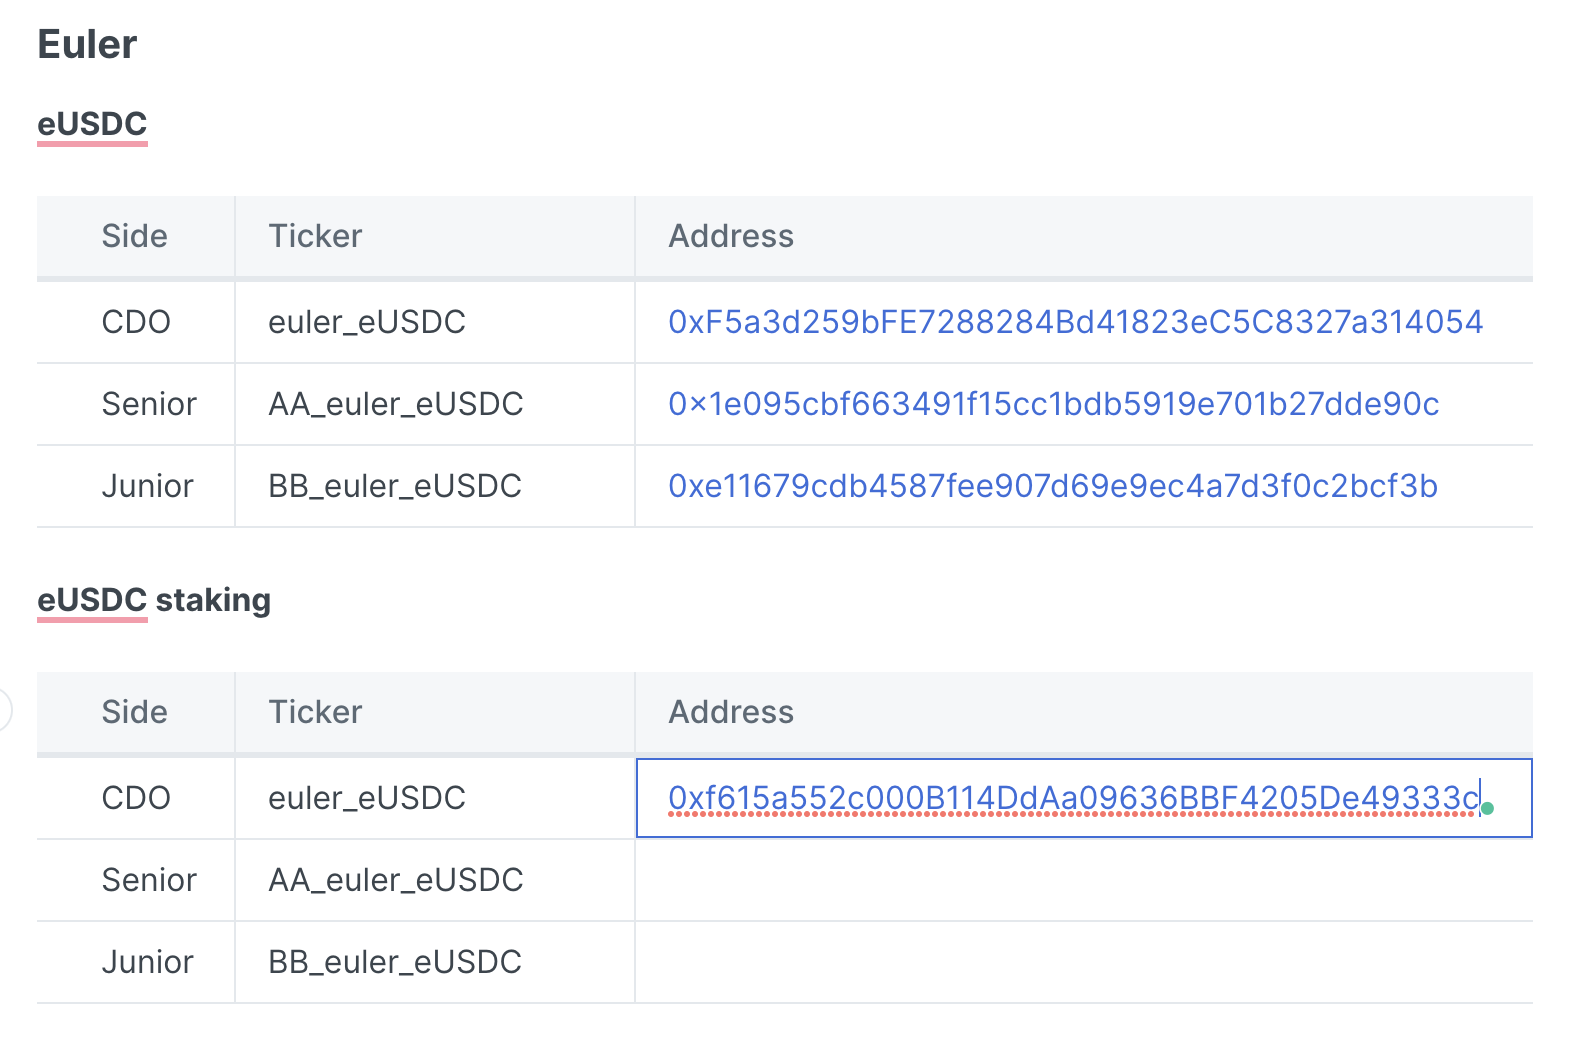 Euler
eUSDC
Side Ticker Address
CDO euler_eUSDC 0xF5a3d259bFE7288284Bd41823eC5C8327a314054
Senior AA_euler_eUSDC 0×1e095cbf663491f15cc1bdb5919e701b27dde90c
Junior BB_euler_eUSDC 0xe11679cdb4587fee907d69e9ec4a7d3f0c2bcf3b
eUSDC staking
Side Ticker Address
CDO euler_eUSDC 0xf615a552c000B114DdAa09636BBF4205De49333c
Senior AA_euler_eUSDC
Junior BB_euler_eUSDC